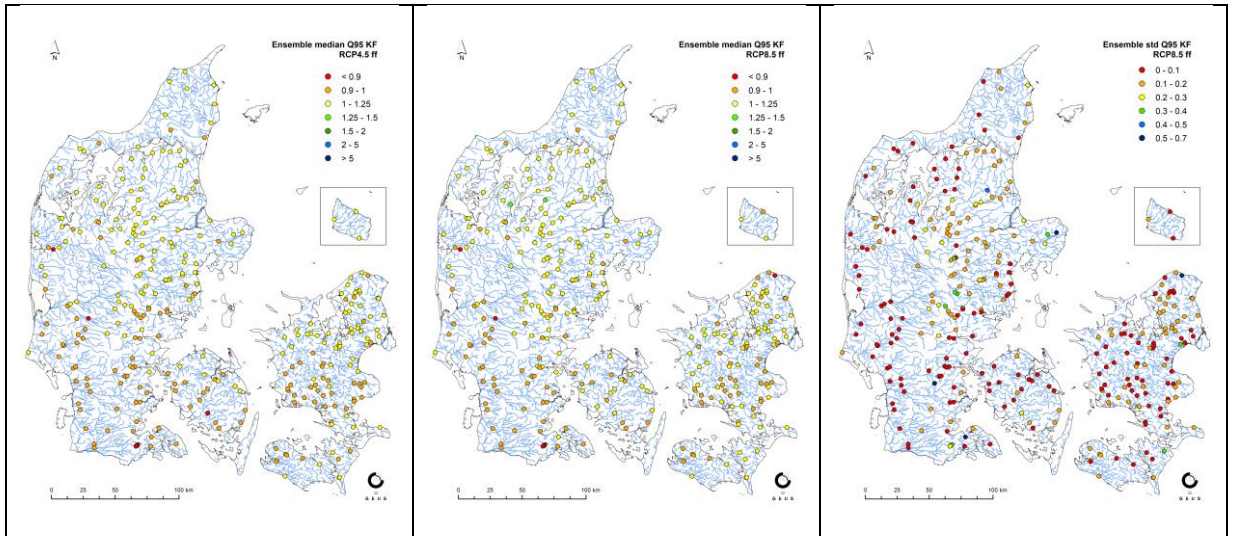 N
Ensemble median Q95 KF
RCP4.5 ff
< 0.9
0.9 - 1
1 - 1.25
1.25 - 1.5
1.5 - 2
2 - 5
> 5
0 50 100 km
G E U S
N
Ensemble median Q95 KF
RCP8.5 ff
< 0.9
0.9 - 1
1 - 1.25
1.25 - 1.5
1.5 - 2
2 - 5
> 5
0 25 50 100 km
G E U S
N
Ensemble std Q95 KF
RCP8.5 ff
0 - 0.1
0.1 - 0.2
0.2 - 0.3
0.3 - 0.4
0.4 - 0.5
0.5 - 0.7
0 25 50 100 km
G E U S